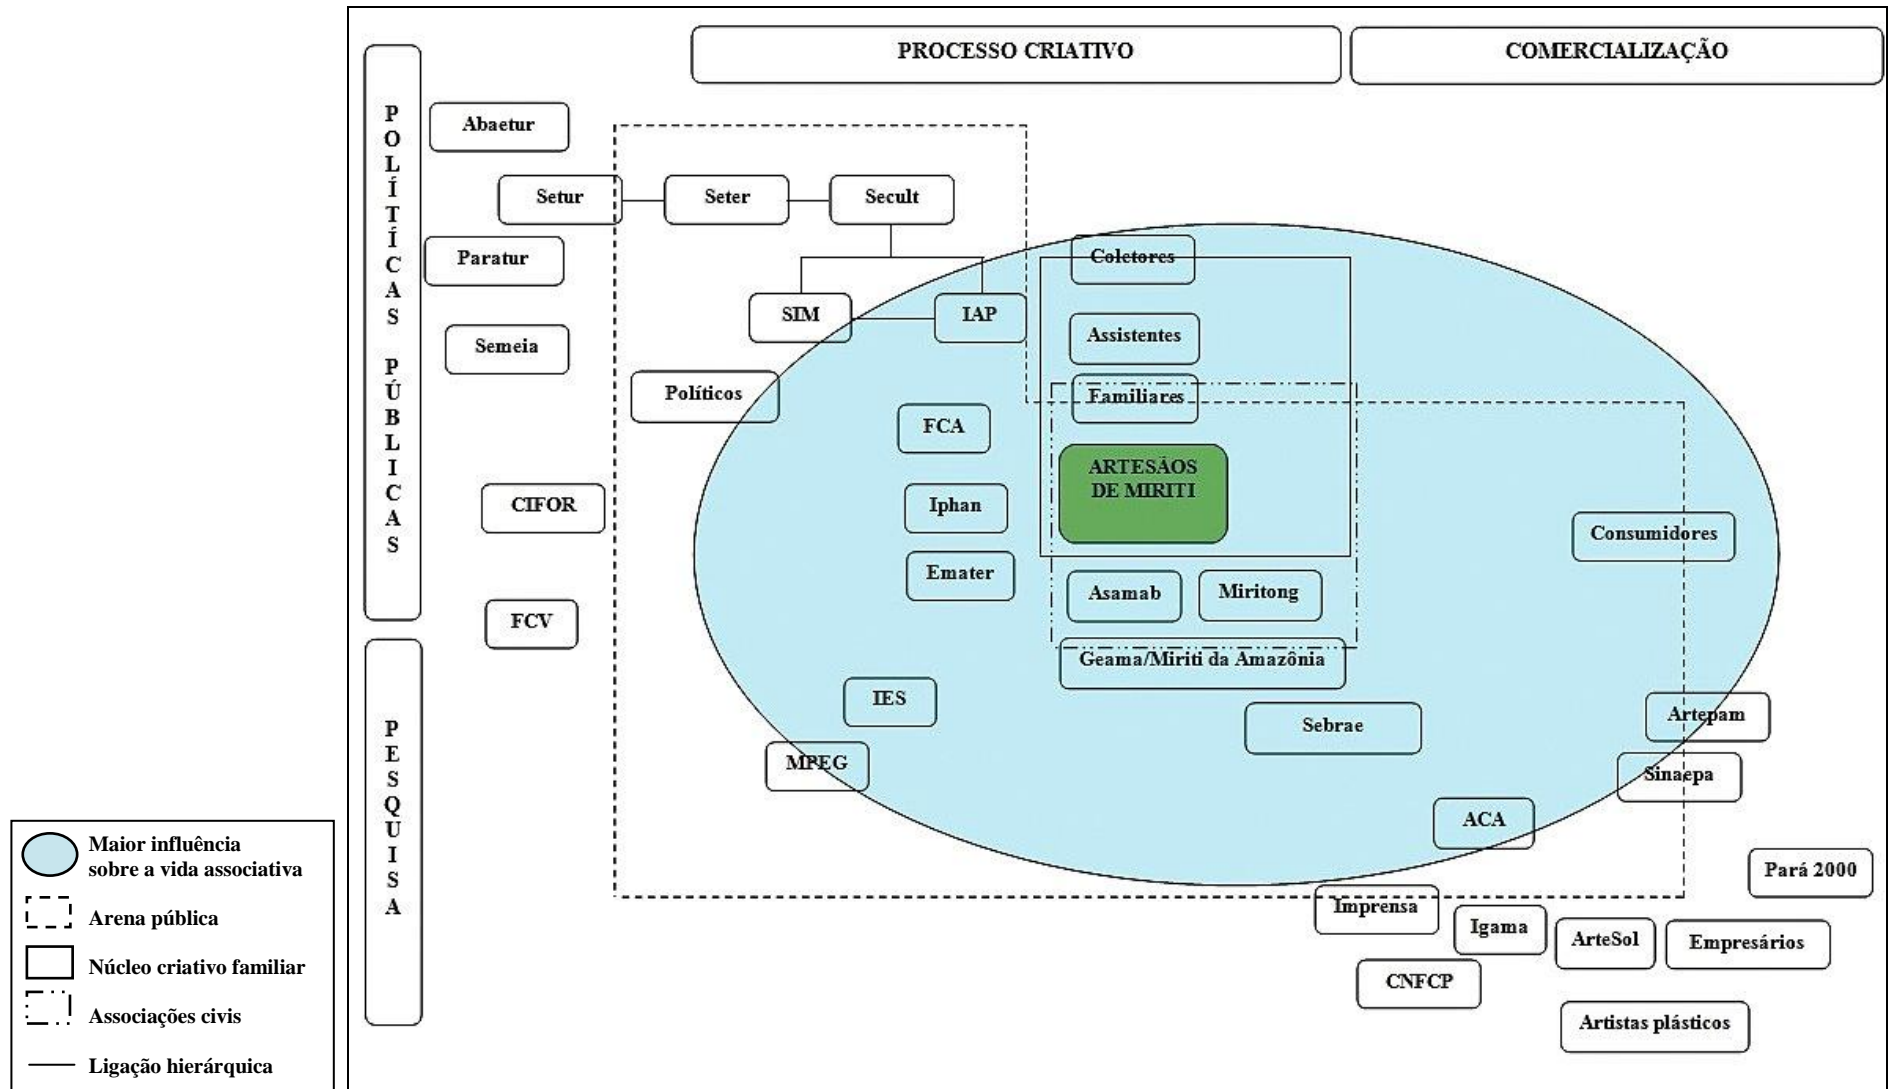 PROCESSO CRIATIVO
COMERCIALIZAÇÃO
POLÍTÍCAS PÚBLICAS
PESQUISA
Abaetur
Setur
Seter
Secult
Paratur
Coletores
SIM
IAP
Assistentes
Semeia
Políticos
Familiares
FCA
ARTESÃOS
DE MIRITI
CIFOR
Iphan
Consumidores
Emater
Asamab
Miritong
FCV
Geama/Miriti da Amazônia
IES
Sebrae
Artepam
MPEG
Sinaepa
ACA
Pará 2000
Imprensa
Igama
ArteSol
Empresários
CNFCP
Artistas plásticos
Maior influência
sobre a vida associativa
Arena pública
Núcleo criativo familiar
Associações civis
Ligação hierárquica